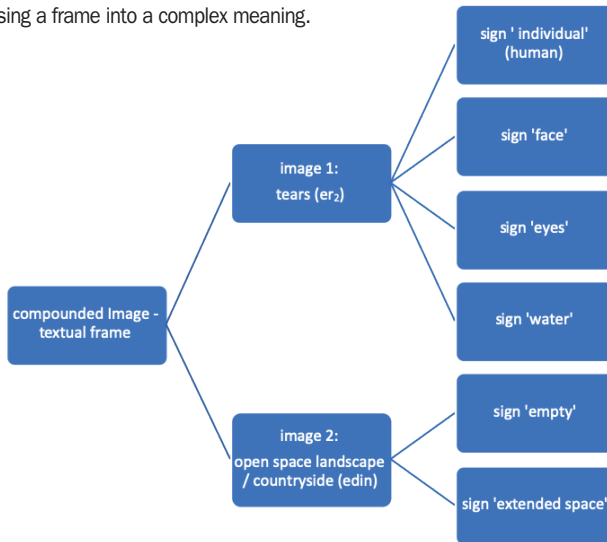 sing a frame into a complex meaning.
sign ' individual'
(human)
sign 'face'
image 1:
tears (er₂)
sign 'eyes'
sign 'water'
compounded Image -
textual frame
sign 'empty'
image 2:
open space landscape
/ countryside (edin)
sign 'extended space'